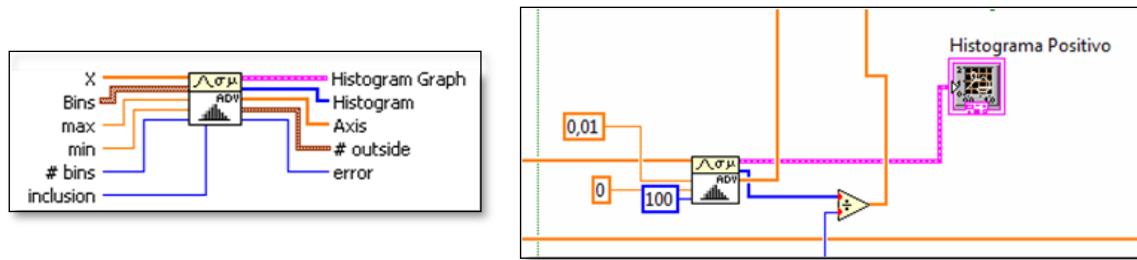 X
Bins
max
min
# bins
inclusion
ADV
Histogram Graph
Histogram
Axis
# outside
error
Histograma Positivo
0,01
0
100
ADV